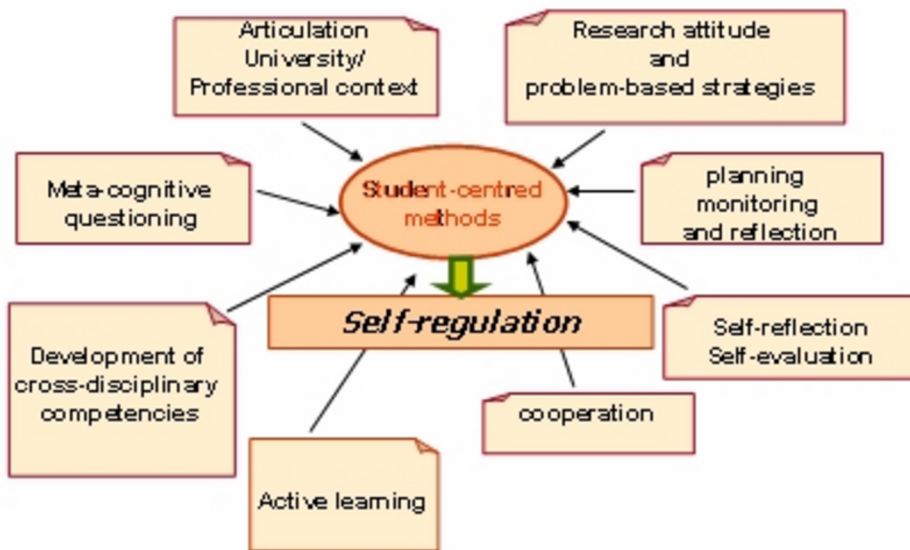 Articulation
University/
Professional context
Research attitude
and
problem-based strategies
Meta-cognitive
questioning
Student-centred
methods
planning
monitoring
and reflection
Self-regulation
Development of
cross-disciplinary
competencies
Self-reflection
Self-evaluation
cooperation
Active learning